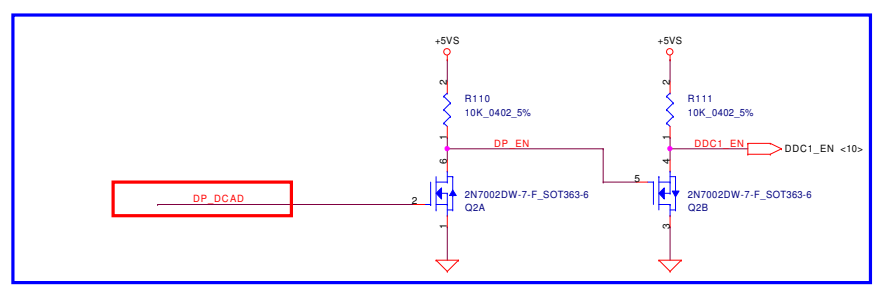 +5VS
+5VS
2
2
R110
10K_0402_5%
R111
10K_0402_5%
1
1
DP_EN
DDC1_EN
DDC1_EN <10>
6
4
5
2N7002DW-7-F_SOT363-6
Q2A
2N7002DW-7-F_SOT363-6
Q2B
DP_DCAD
2
1
3